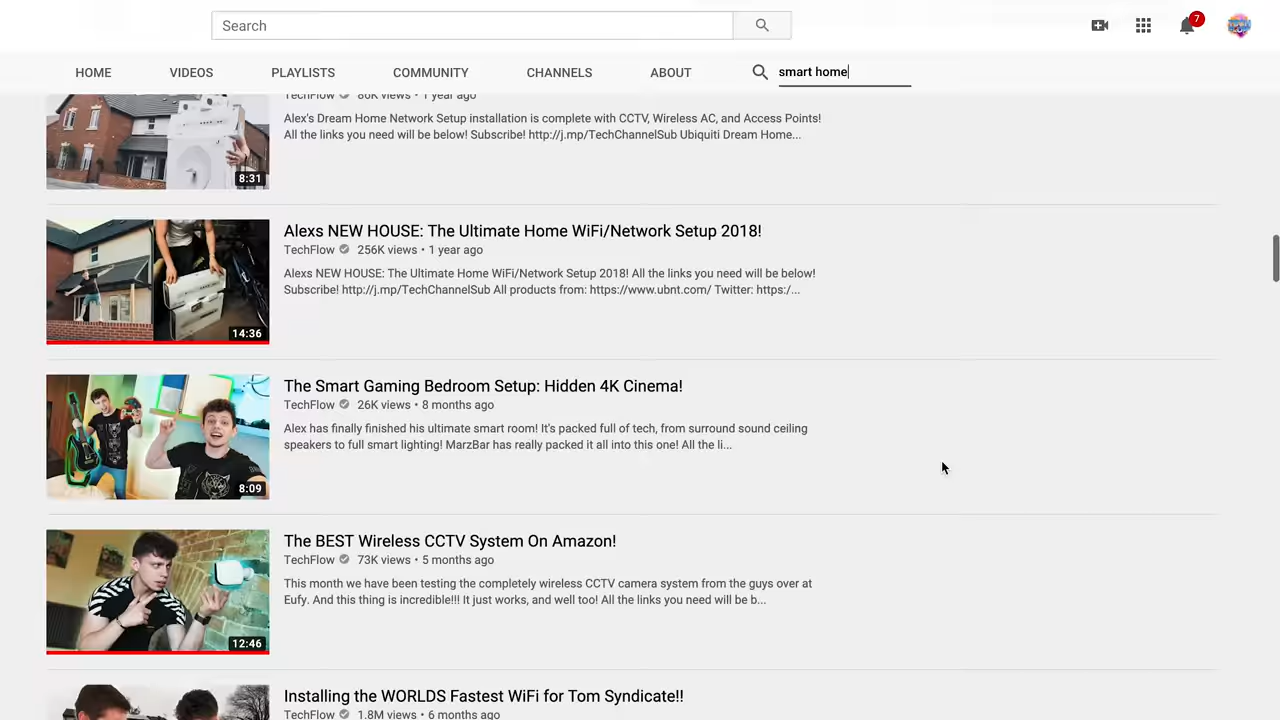 Search
7
HOME VIDEOS PLAYLISTS COMMUNITY CHANNELS ABOUT smart home
TechFlow 86K views • 1 year ago
Alex's Dream Home Network Setup installation is complete with CCTV, Wireless AC, and Access Points!
All the links you need will be below! Subscribe! http://j.mp/TechChannelSub Ubiquiti Dream Home...
8:31
Alexs NEW HOUSE: The Ultimate Home WiFi/Network Setup 2018!
TechFlow 256K views • 1 year ago
Alexs NEW HOUSE: The Ultimate Home WiFi/Network Setup 2018! All the links you need will be below!
Subscribe! http://j.mp/TechChannelSub All products from: https://www.ubnt.com/ Twitter: https:/...
14:36
The Smart Gaming Bedroom Setup: Hidden 4K Cinema!
TechFlow 26K views • 8 months ago
Alex has finally finished his ultimate smart room! It's packed full of tech, from surround sound ceiling
speakers to full smart lighting! MarzBar has really packed it all into this one! All the li...
8:09
The BEST Wireless CCTV System On Amazon!
TechFlow 73K views • 5 months ago
This month we have been testing the completely wireless CCTV camera system from the guys over at
Eufy. And this thing is incredible!!! It just works, and well too! All the links you need will be b...
12:46
Installing the WORLDS Fastest WiFi for Tom Syndicate!!
TechFlow 1.8M views • 6 months ago